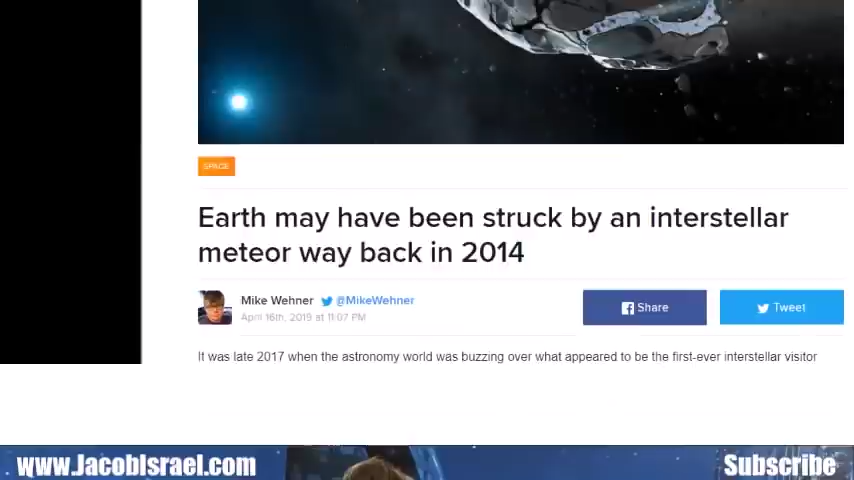 SPACE
Earth may have been struck by an interstellar
meteor way back in 2014
Mike Wehner @MikeWehner
April 16th, 2019 at 11:07 PM
Share
Tweet
It was late 2017 when the astronomy world was buzzing over what appeared to be the first-ever interstellar visitor
www.JacobIsrael.com
Subscribe